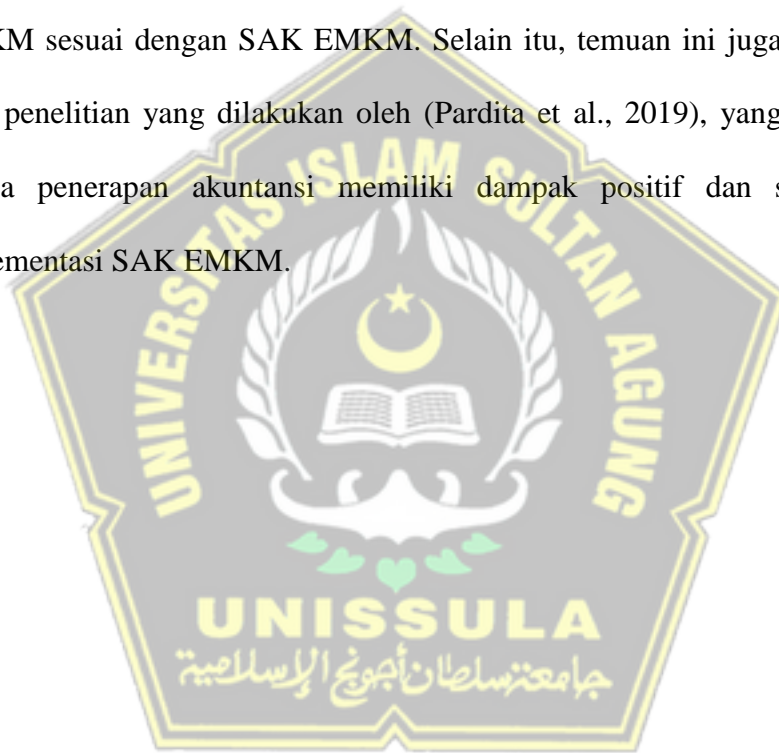 KM sesuai dengan SAK EMKM. Selain itu, temuan ini juga
penelitian yang dilakukan oleh (Pardita et al., 2019), yang
a penerapan akuntansi memiliki dampak positif dan s
ementasi SAK EMKM.
UNIVERSITAS ISLAM SULTAN AGUNG
UNISSULA
جامعة سلطان أجونج الإسلامية